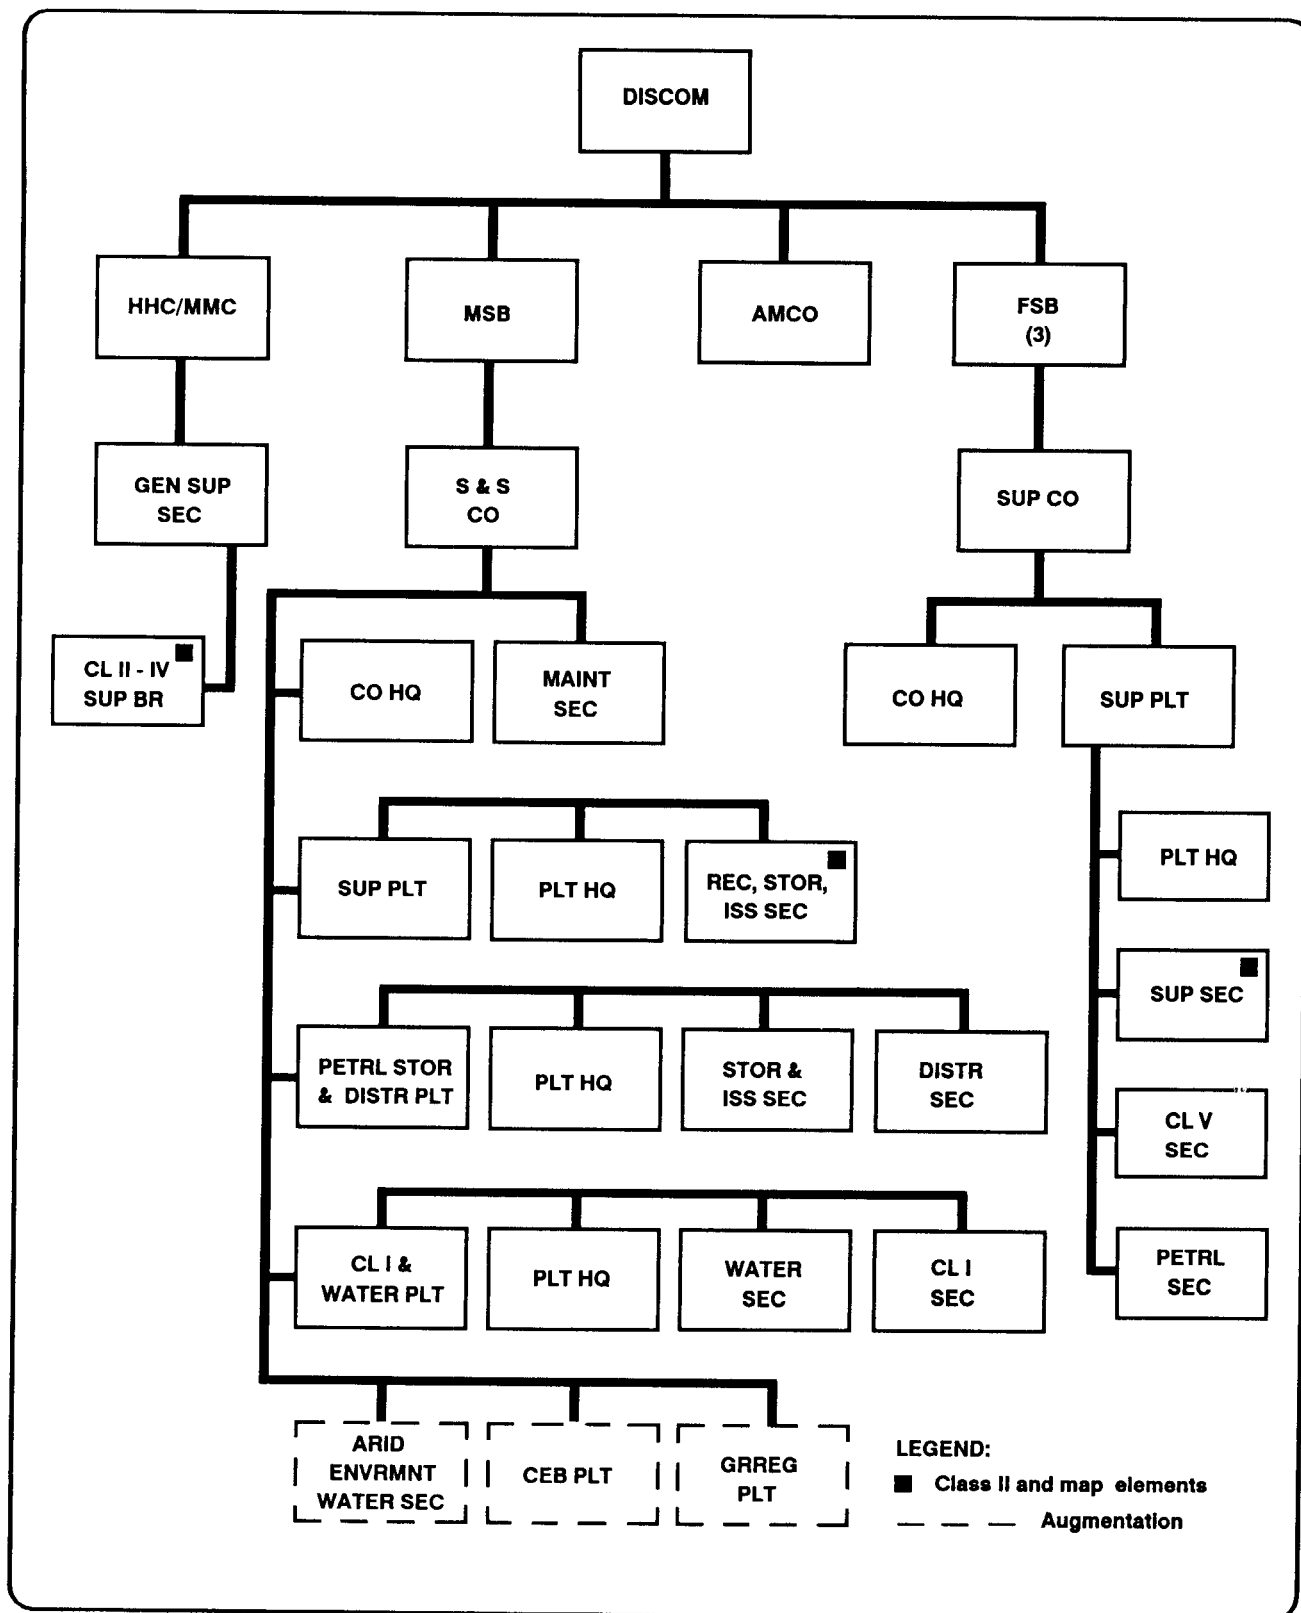 DISCOM
HHC/MMC
MSB
AMCO
FSB
(3)
GEN SUP
SEC
S & S
CO
SUP CO
CL II - IV
SUP BR
CO HQ
MAINT
SEC
CO HQ
SUP PLT
SUP PLT
PLT HQ
REC, STOR,
ISS SEC
PLT HQ
SUP SEC
PETRL STOR
& DISTR PLT
PLT HQ
STOR &
ISS SEC
DISTR
SEC
CL V
SEC
CL I &
WATER PLT
PLT HQ
WATER
SEC
CL I
SEC
PETRL
SEC
ARID
ENVRMNT
WATER SEC
CEB PLT
GRREG
PLT
LEGEND:
Class II and map elements
Augmentation